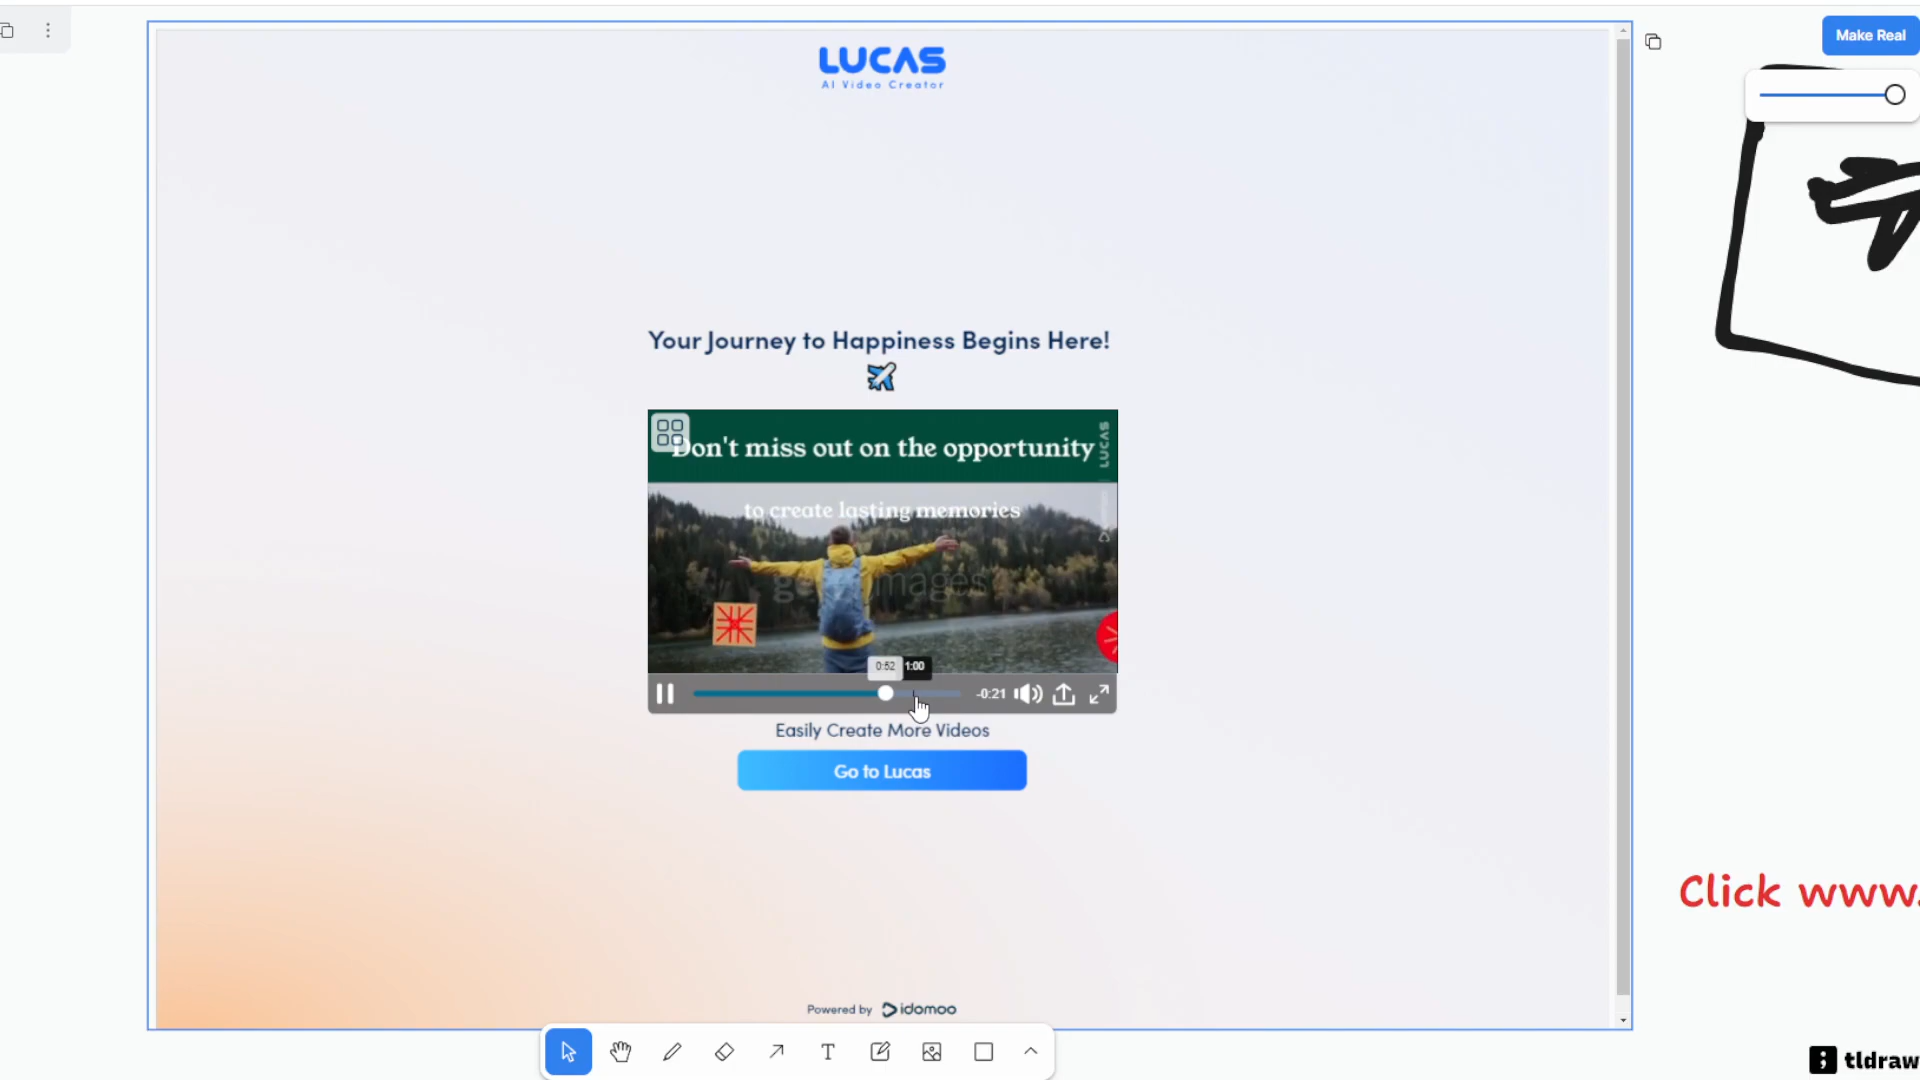 Make Real
LUCAS
AI Video Creator
Your Journey to Happiness Begins Here!
Don't miss out on the opportunity
LUCAS
to create lasting memories
gettyimages
0:52
1:00
-0:21
Easily Create More Videos
Go to Lucas
Click www.
Powered by idomoo
T
tldraw